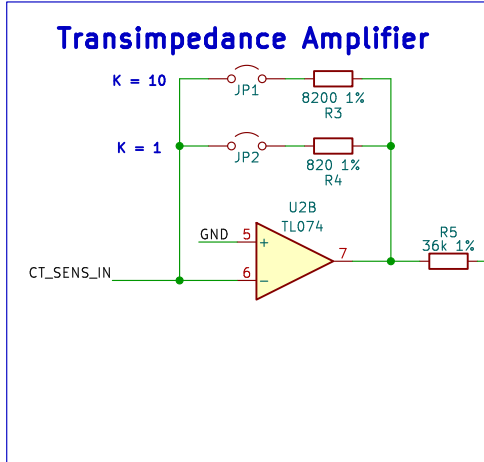 Transimpedance Amplifier
K = 10
JP1
8200 1%
R3
K = 1
JP2
820 1%
R4
U2B
TL074
GND
5
+
7
R5
36k 1%
CT_SENS_IN
6
−